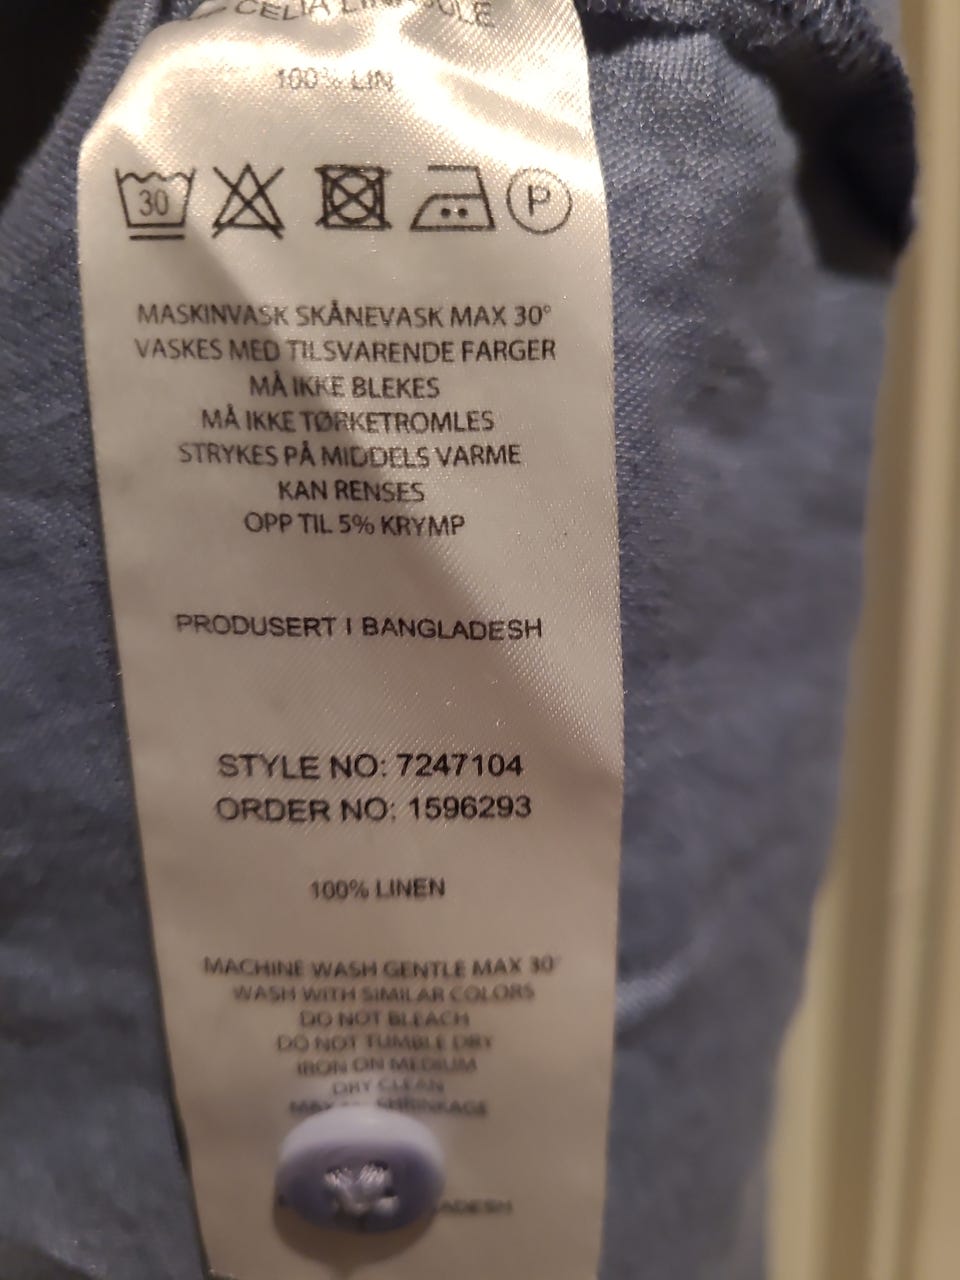 CELIA
100% LIN
30
P
MASKINVASK SKÅNEVASK MAX 30°
VASKES MED TILSVARENDE FARGER
MÅ IKKE BLEKES
MÅ IKKE TØRKETROMLES
STRYKES PÅ MIDDELS VARME
KAN RENSES
OPP TIL 5% KRYMP
PRODUSERT I BANGLADESH
STYLE NO: 7247104
ORDER NO: 1596293
100% LINEN
MACHINE WASH GENTLE MAX 30°
WASH WITH SIMILAR COLORS
DO NOT BLEACH
DO NOT TUMBLE DRY
IRON ON MEDIUM
DRY CLEAN
MAX SHRINKAGE